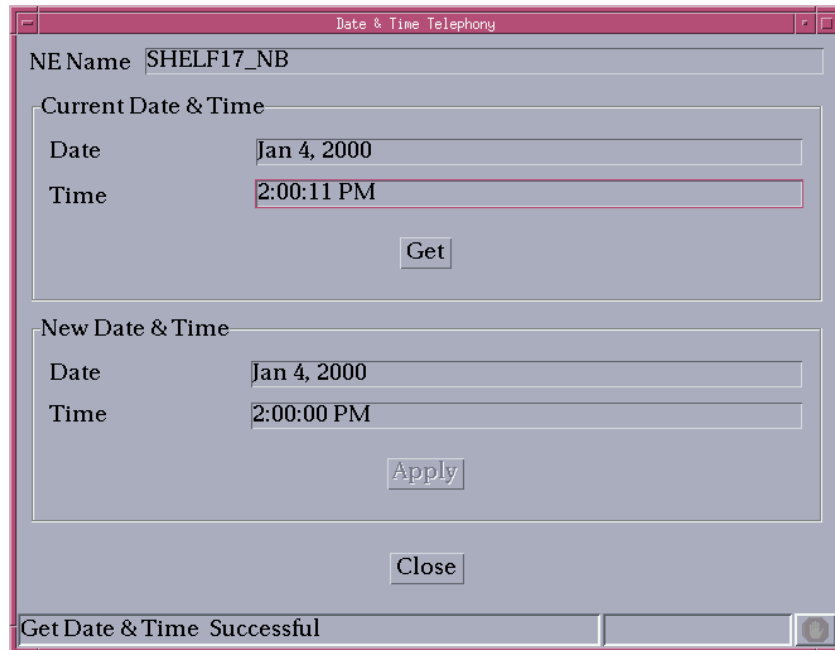 Date & Time Telephony
NE Name SHELF17_NB
Current Date & Time
Date Jan 4, 2000
Time 2:00:11 PM
Get
New Date & Time
Date Jan 4, 2000
Time 2:00:00 PM
Apply
Close
Get Date & Time Successful